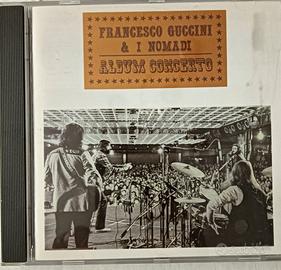 FRANCESCO GUCCINI
& I NOMADI
ALBUM CONCERTO